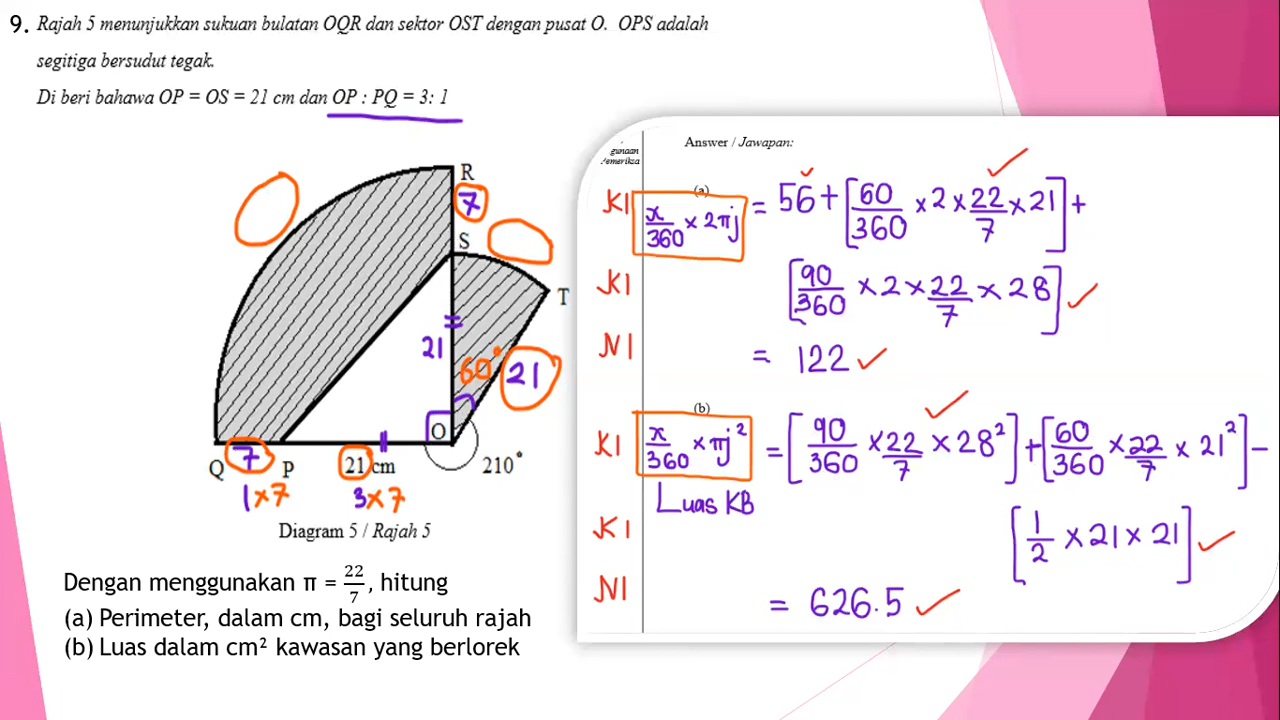 9. Rajah 5 menunjukkan sukuan bulatan OQR dan sektor OST dengan pusat O. OPS adalah
segitiga bersudut tegak.
Di beri bahawa OP = OS = 21 cm dan OP : PQ = 3: 1
R
7
S
T
21
60°
21
O
Q
7
P
21 cm
210°
1x7
3x7
Diagram 5 / Rajah 5
Dengan menggunakan π = 22/7, hitung
(a) Perimeter, dalam cm, bagi seluruh rajah
(b) Luas dalam cm² kawasan yang berlorek
gunaan
Pemeriksa
Answer / Jawapan:
(a)
K1 x/360 × 2πj = 56 + [60/360 × 2 × 22/7 × 21] +
K1 [90/360 × 2 × 22/7 × 28]
N1 = 122
(b)
K1 x/360 × πj² = [90/360 × 22/7 × 28²] + [60/360 × 22/7 × 21² –
Luas KB
K1 [1/2 × 21 × 21]
N1 = 626.5